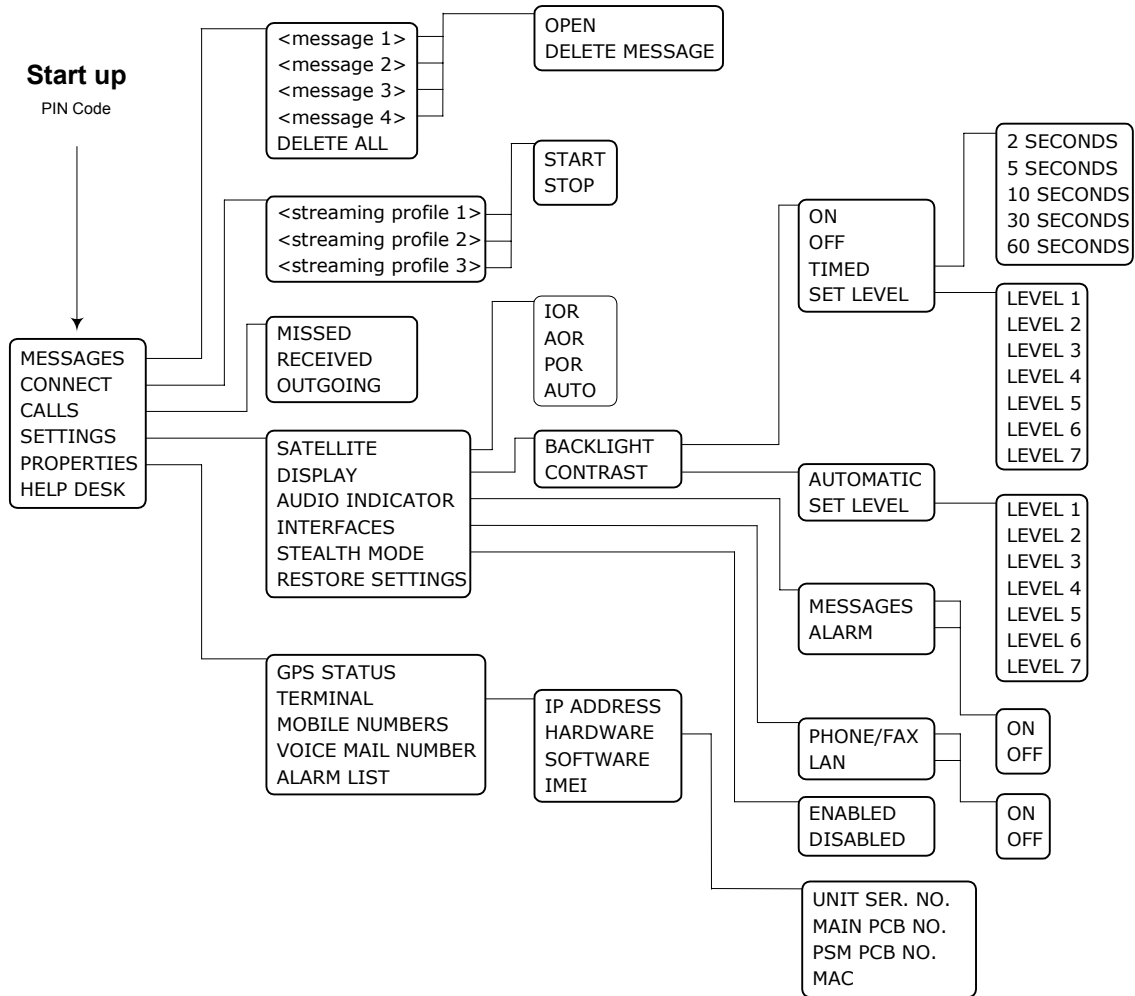 Start up
PIN Code
MESSAGES
CONNECT
CALLS
SETTINGS
PROPERTIES
HELP DESK
<message 1>
<message 2>
<message 3>
<message 4>
DELETE ALL
OPEN
DELETE MESSAGE
<streaming profile 1>
<streaming profile 2>
<streaming profile 3>
START
STOP
MISSED
RECEIVED
OUTGOING
SATELLITE
DISPLAY
AUDIO INDICATOR
INTERFACES
STEALTH MODE
RESTORE SETTINGS
IOR
AOR
POR
AUTO
BACKLIGHT
CONTRAST
ON
OFF
TIMED
SET LEVEL
2 SECONDS
5 SECONDS
10 SECONDS
30 SECONDS
60 SECONDS
LEVEL 1
LEVEL 2
LEVEL 3
LEVEL 4
LEVEL 5
LEVEL 6
LEVEL 7
AUTOMATIC
SET LEVEL
LEVEL 1
LEVEL 2
LEVEL 3
LEVEL 4
LEVEL 5
LEVEL 6
LEVEL 7
MESSAGES
ALARM
ON
OFF
PHONE/FAX
LAN
ON
OFF
ENABLED
DISABLED
GPS STATUS
TERMINAL
MOBILE NUMBERS
VOICE MAIL NUMBER
ALARM LIST
IP ADDRESS
HARDWARE
SOFTWARE
IMEI
UNIT SER. NO.
MAIN PCB NO.
PSM PCB NO.
MAC